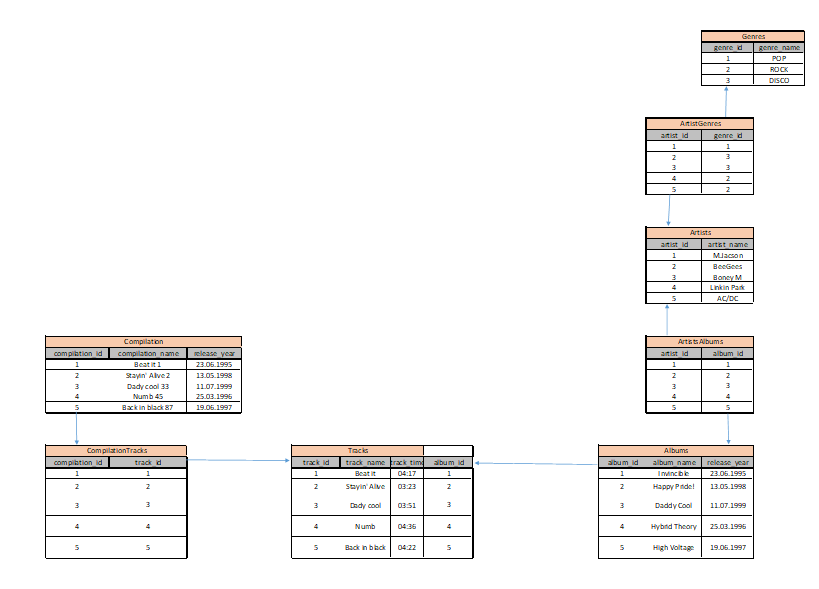 Genres
genre_id genre_name
1 POP
2 ROCK
3 DISCO
ArtistGenres
artist_id genre_id
1 1
2 3
3 3
4 2
5 2
Artists
artist_id artist_name
1 M.Jacson
2 BeeGees
3 Boney M
4 Linkin Park
5 AC/DC
Compilation
compilation_id compilation_name release_year
1 Beat it 1 23.06.1995
2 Stayin' Alive 2 13.05.1998
3 Dady cool 33 11.07.1999
4 Numb 45 25.03.1996
5 Back in black 87 19.06.1997
ArtistsAlbums
artist_id album_id
1 1
2 2
3 3
4 4
5 5
CompilationTracks
compilation_id track_id
1 1
2 2
3 3
4 4
5 5
Tracks
track_id track_name track_time album_id
1 Beat it 04:17 1
2 Stayin' Alive 03:23 2
3 Dady cool 03:51 3
4 Numb 04:36 4
5 Back in black 04:22 5
Albums
album_id album_name release_year
1 Invincible 23.06.1995
2 Happy Pride! 13.05.1998
3 Daddy Cool 11.07.1999
4 Hybrid Theory 25.03.1996
5 High Voltage 19.06.1997